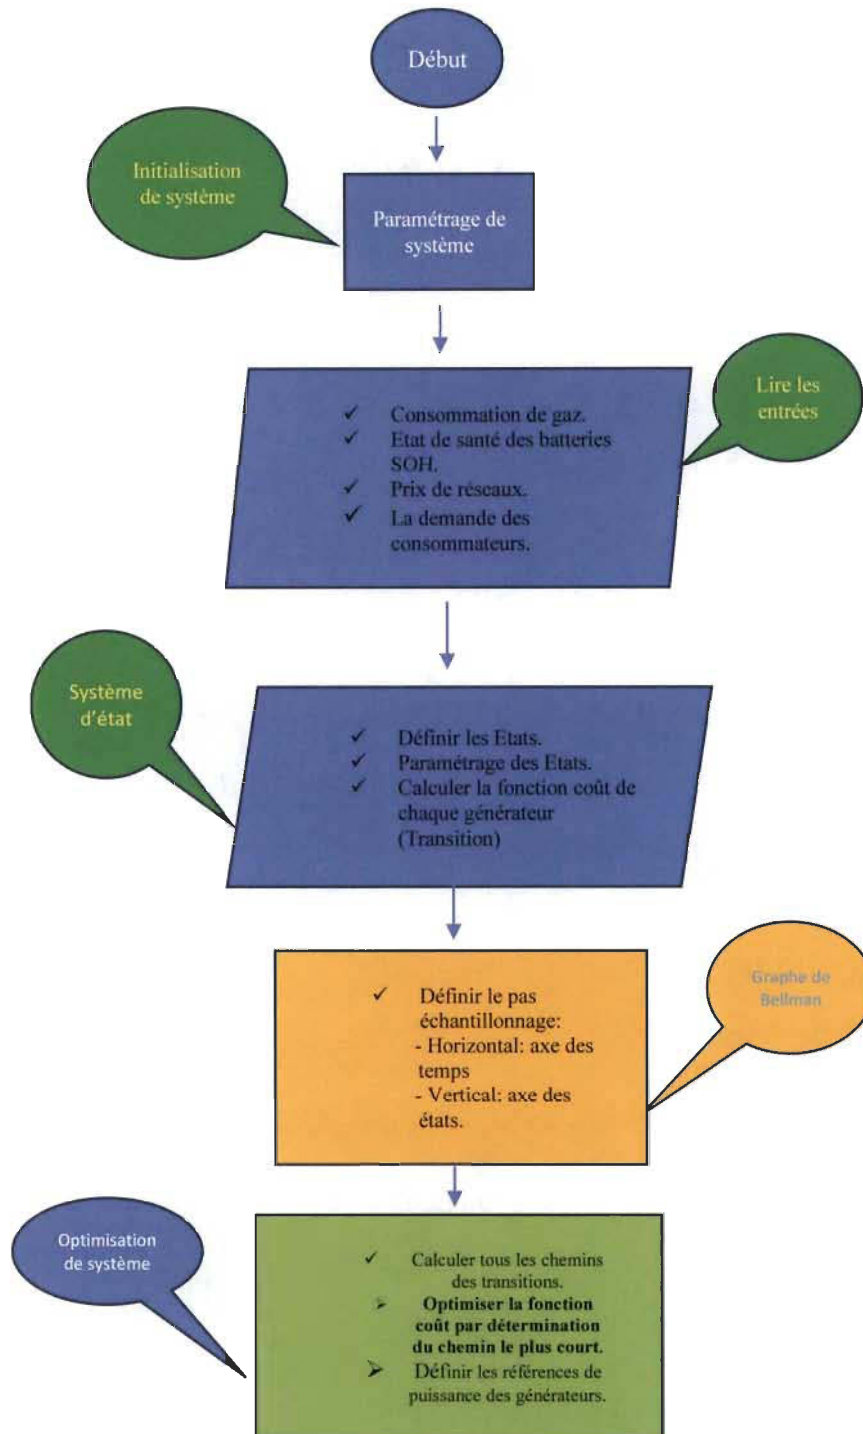 Début
Initialisation
de système
Paramétrage de
système
Lire les
entrées
✓ Consommation de gaz.
✓ Etat de santé des batteries
SOH.
✓ Prix de réseaux.
✓ La demande des
consommateurs.
Système
d'état
✓ Définir les Etats.
✓ Paramétrage des Etats.
✓ Calculer la fonction coût de
chaque générateur
(Transition)
Graphe de
Bellman
✓ Définir le pas
échantillonnage:
- Horizontal: axe des
temps
- Vertical: axe des
états.
Optimisation
de système
✓ Calculer tous les chemins
des transitions.
➢ Optimiser la fonction
coût par détermination
du chemin le plus court.
➢ Définir les références de
puissance des générateurs.